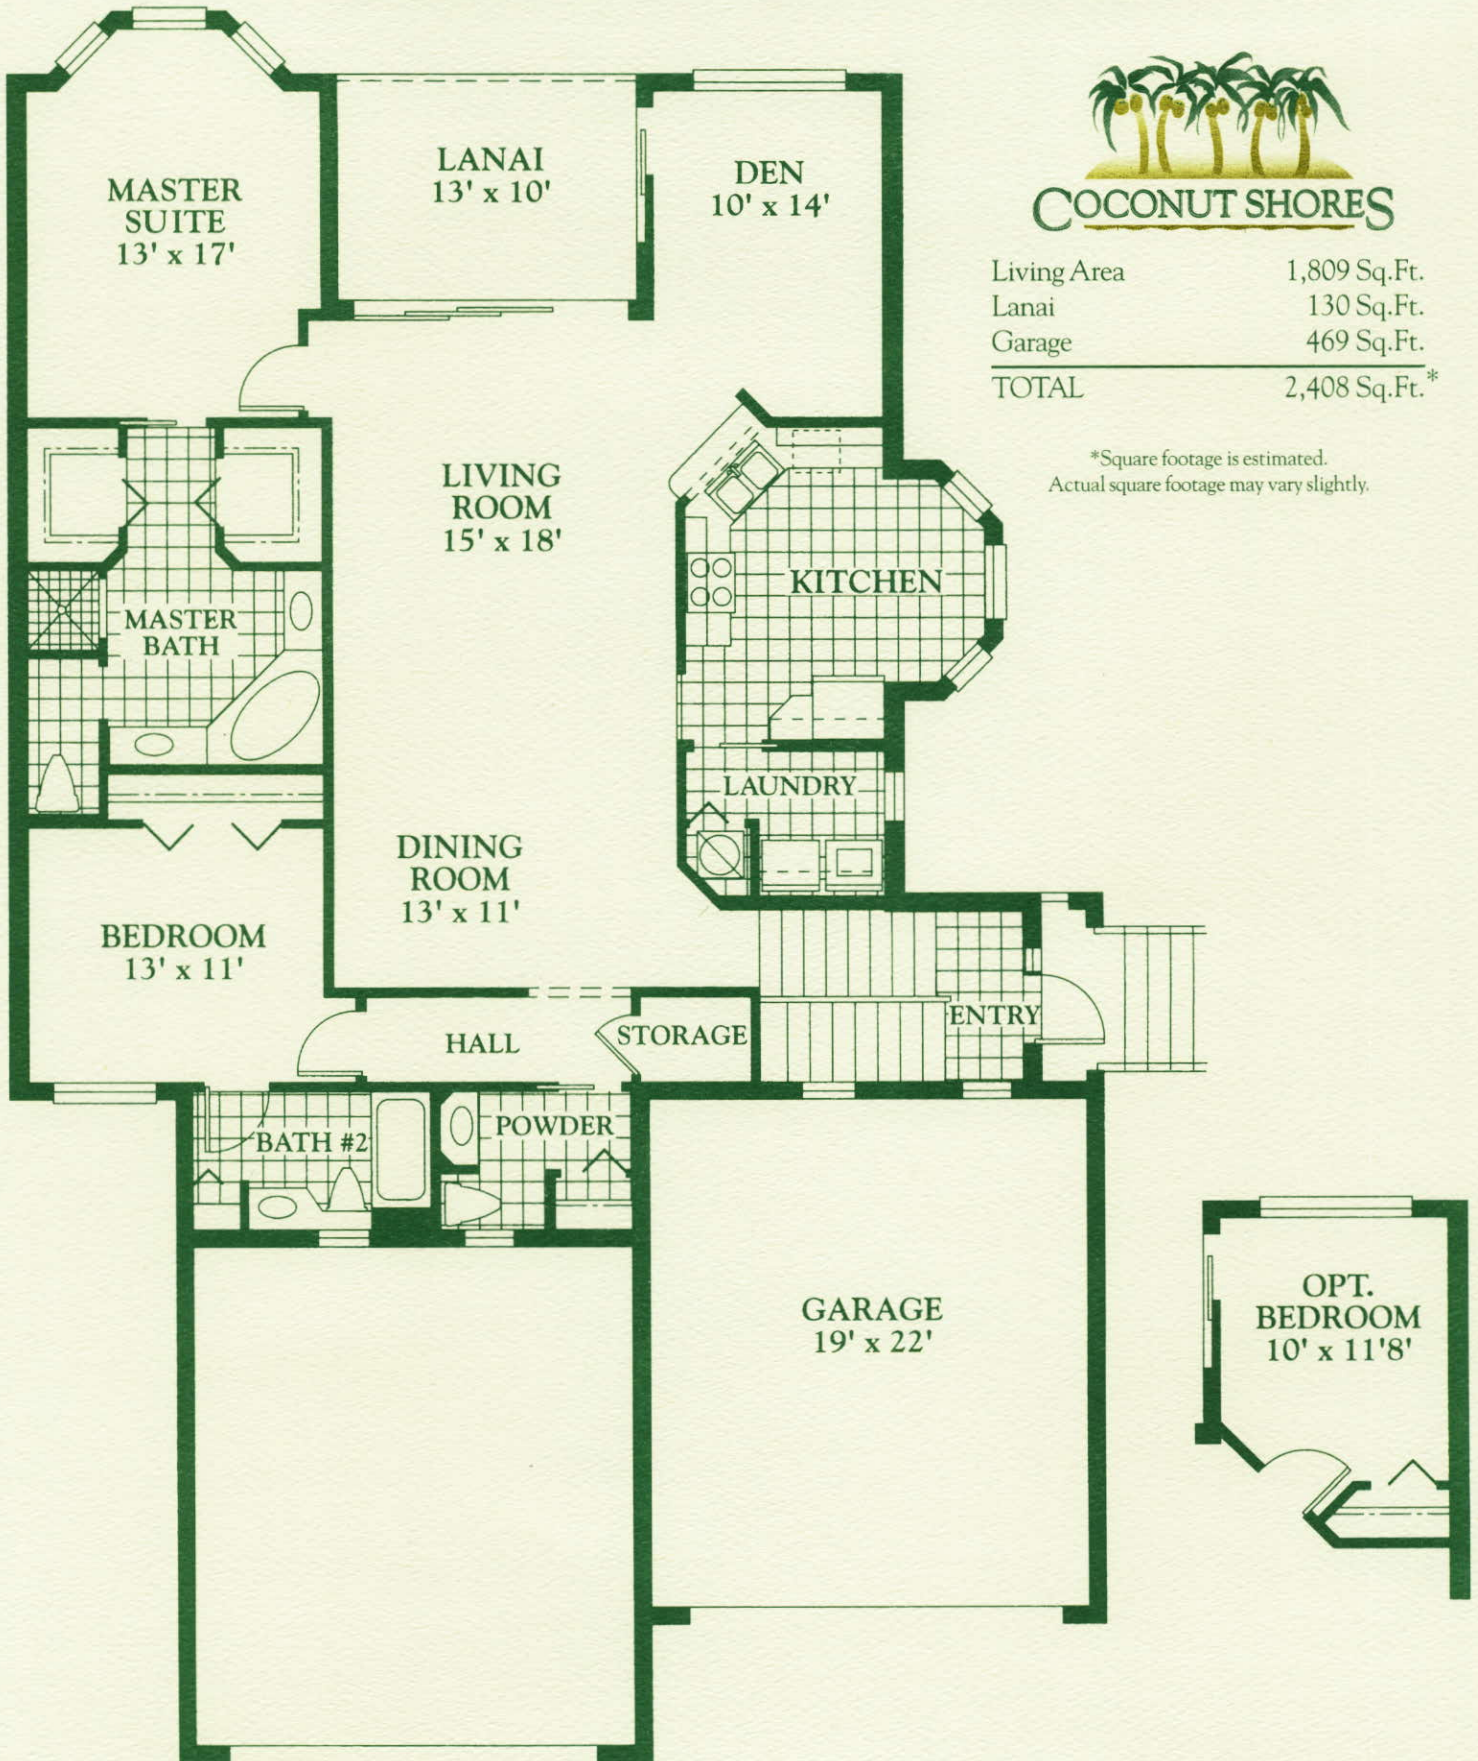 MASTER
SUITE
13' x 17'
LANAI
13' x 10'
DEN
10' x 14'
COCONUT SHORES
Living Area 1,809 Sq.Ft.
Lanai 130 Sq.Ft.
Garage 469 Sq.Ft.
TOTAL 2,408 Sq.Ft.*
*Square footage is estimated.
Actual square footage may vary slightly.
LIVING
ROOM
15' x 18'
KITCHEN
MASTER
BATH
LAUNDRY
DINING
ROOM
13' x 11'
BEDROOM
13' x 11'
HALL
STORAGE
ENTRY
BATH #2
POWDER
GARAGE
19' x 22'
OPT.
BEDROOM
10' x 11'8'